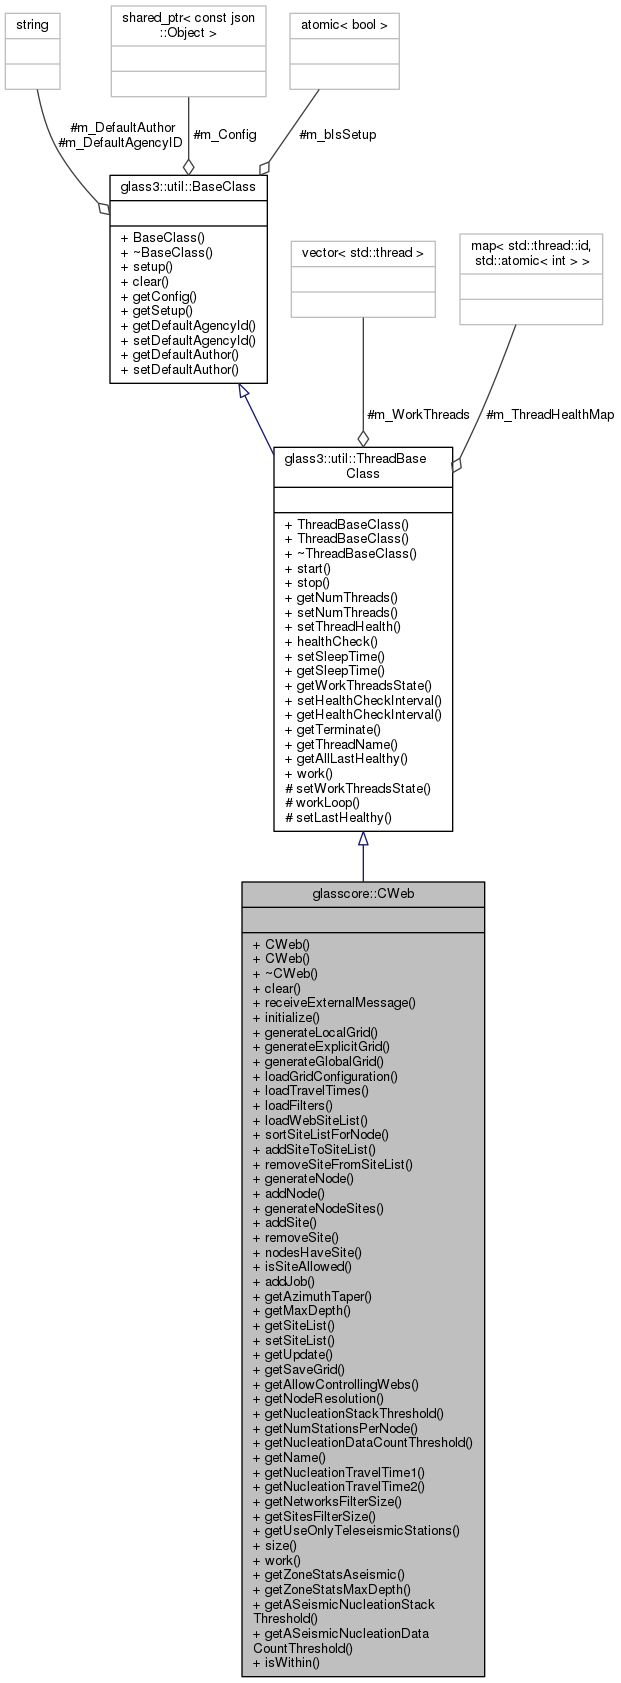 string
shared_ptr< const json
::Object >
atomic< bool >
#m_DefaultAuthor
#m_DefaultAgencyID
#m_Config
#m_bIsSetup
glass3::util::BaseClass
+ BaseClass()
+ ~BaseClass()
+ setup()
+ clear()
+ getConfig()
+ getSetup()
+ getDefaultAgencyId()
+ setDefaultAgencyId()
+ getDefaultAuthor()
+ setDefaultAuthor()
vector< std::thread >
map< std::thread::id,
std::atomic< int > >
#m_WorkThreads
#m_ThreadHealthMap
glass3::util::ThreadBase
Class
+ ThreadBaseClass()
+ ThreadBaseClass()
+ ~ThreadBaseClass()
+ start()
+ stop()
+ getNumThreads()
+ setNumThreads()
+ setThreadHealth()
+ healthCheck()
+ setSleepTime()
+ getSleepTime()
+ getWorkThreadsState()
+ setHealthCheckInterval()
+ getHealthCheckInterval()
+ getTerminate()
+ getThreadName()
+ getAllLastHealthy()
+ work()
# setWorkThreadsState()
# workLoop()
# setLastHealthy()
glasscore::CWeb
+ CWeb()
+ CWeb()
+ ~CWeb()
+ clear()
+ receiveExternalMessage()
+ initialize()
+ generateLocalGrid()
+ generateExplicitGrid()
+ generateGlobalGrid()
+ loadGridConfiguration()
+ loadTravelTimes()
+ loadFilters()
+ loadWebSiteList()
+ sortSiteListForNode()
+ addSiteToSiteList()
+ removeSiteFromSiteList()
+ generateNode()
+ addNode()
+ generateNodeSites()
+ addSite()
+ removeSite()
+ nodesHaveSite()
+ isSiteAllowed()
+ addJob()
+ getAzimuthTaper()
+ getMaxDepth()
+ getSiteList()
+ setSiteList()
+ getUpdate()
+ getSaveGrid()
+ getAllowControllingWebs()
+ getNodeResolution()
+ getNucleationStackThreshold()
+ getNumStationsPerNode()
+ getNucleationDataCountThreshold()
+ getName()
+ getNucleationTravelTime1()
+ getNucleationTravelTime2()
+ getNetworksFilterSize()
+ getSitesFilterSize()
+ getUseOnlyTeleseismicStations()
+ size()
+ work()
+ getZoneStatsAseismic()
+ getZoneStatsMaxDepth()
+ getASeismicNucleationStack
Threshold()
+ getASeismicNucleationData
CountThreshold()
+ isWithin()